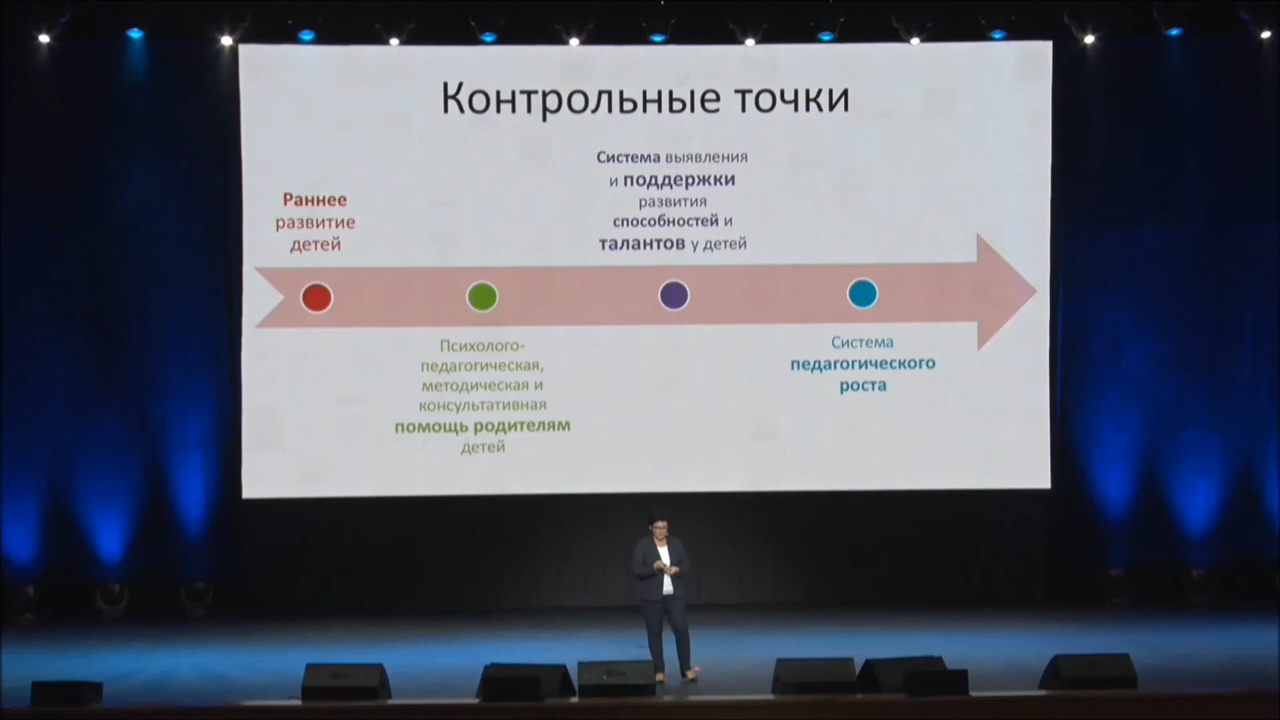 Контрольные точки
Раннее
развитие
детей
Психолого-
педагогическая,
методическая и
консультативная
помощь родителям
детей
Система выявления
и поддержки
развития
способностей и
талантов у детей
Система
педагогического
роста